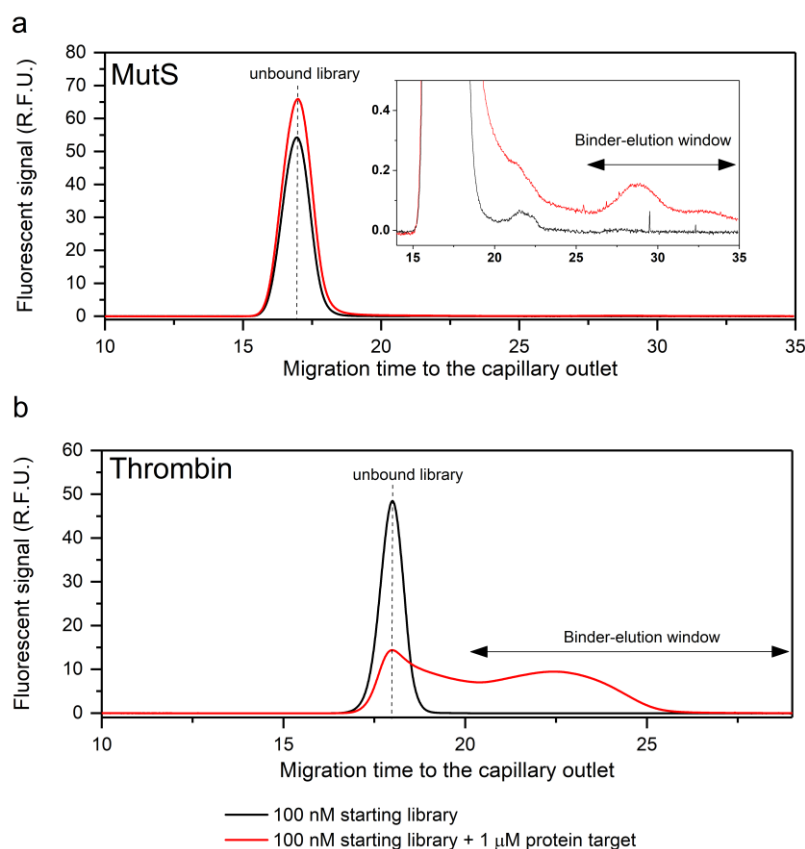 a
MutS
unbound library
Binder-elution window
0.4
0.2
0.0
15 20 25 30 35
Fluorescent signal (R.F.U.)
80
70
60
50
40
30
20
10
0
10 15 20 25 30 35
Migration time to the capillary outlet
b
Thrombin
unbound library
Binder-elution window
Fluorescent signal (R.F.U.)
60
50
40
30
20
10
0
10 15 20 25
Migration time to the capillary outlet
100 nM starting library
100 nM starting library + 1 μM protein target